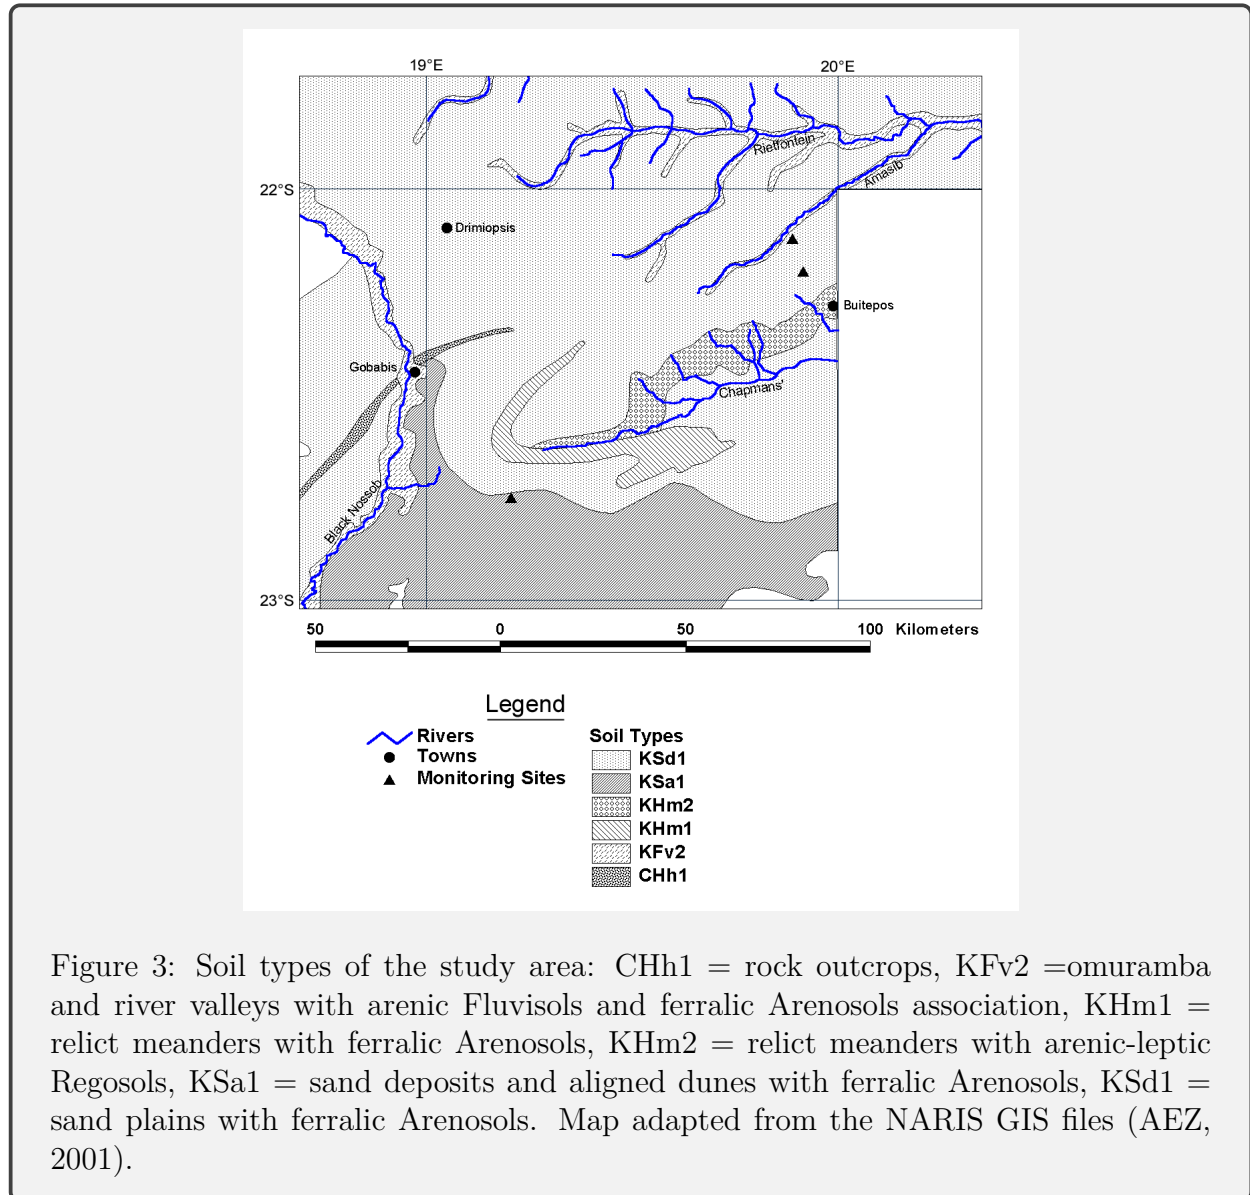 19°E
20°E
Rietfontein
Amasib
22°S
Drimiopsis
Buitepos
Gobabis
Chapmans'
Black Nossob
23°S
50 0 50 100 Kilometers
Legend
Rivers
Towns
Monitoring Sites
Soil Types
KSd1
KSa1
KHm2
KHm1
KFv2
CHh1
Figure 3: Soil types of the study area: CHh1 = rock outcrops, KFv2 =omuramba
and river valleys with arenic Fluvisols and ferralic Arenosols association, KHm1 =
relict meanders with ferralic Arenosols, KHm2 = relict meanders with arenic-leptic
Regosols, KSa1 = sand deposits and aligned dunes with ferralic Arenosols, KSd1 =
sand plains with ferralic Arenosols. Map adapted from the NARIS GIS files (AEZ,
2001).